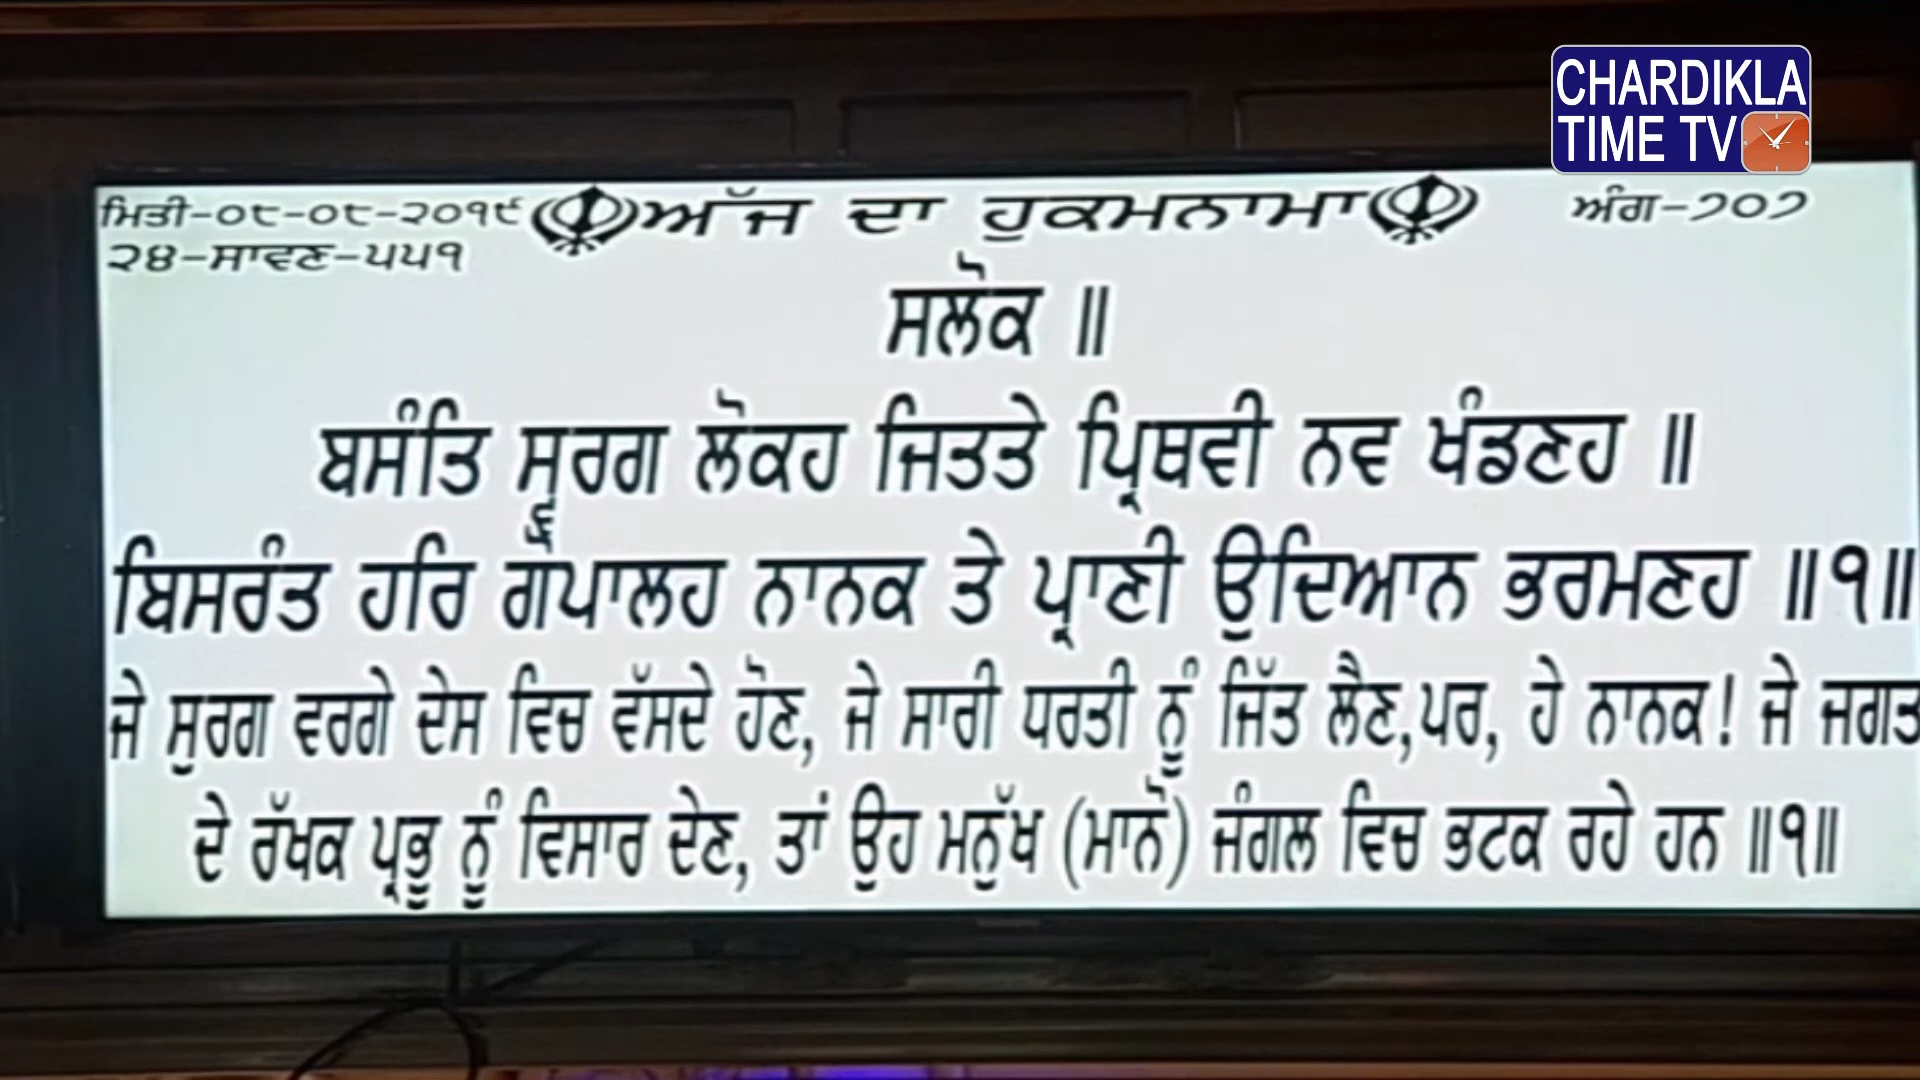 CHARDIKLA
TIME TV
ਮਿਤੀ-੦੮-੦੮-੨੦੧੯ ਅੱਜ ਦਾ ਹੁਕਮਨਾਮਾ ਅੰਗ-੭੦੭
੨੪-ਸਾਵਣ-੫੫੧
ਸਲੋਕ ॥
ਬਸੰਤਿ ਸ੍ਵਰਗ ਲੋਕਹ ਜਿਤਤੇ ਪ੍ਰਿਥਵੀ ਨਵ ਖੰਡਣਹ ॥
ਬਿਸਰੰਤ ਹਰਿ ਗੋਪਾਲਹ ਨਾਨਕ ਤੇ ਪ੍ਰਾਣੀ ਉਦਿਆਨ ਭਰਮਣਹ ॥੧॥
ਜੇ ਸੁਰਗ ਵਰਗੇ ਦੇਸ ਵਿਚ ਵੱਸਦੇ ਹੋਣ, ਜੇ ਸਾਰੀ ਧਰਤੀ ਨੂੰ ਜਿੱਤ ਲੈਣ,ਪਰ, ਹੇ ਨਾਨਕ! ਜੇ ਜਗਤ
ਦੇ ਰੱਖਕ ਪ੍ਰਭੂ ਨੂੰ ਵਿਸਾਰ ਦੇਣ, ਤਾਂ ਉਹ ਮਨੁੱਖ (ਮਾਨੋ) ਜੰਗਲ ਵਿਚ ਭਟਕ ਰਹੇ ਹਨ ॥੧॥